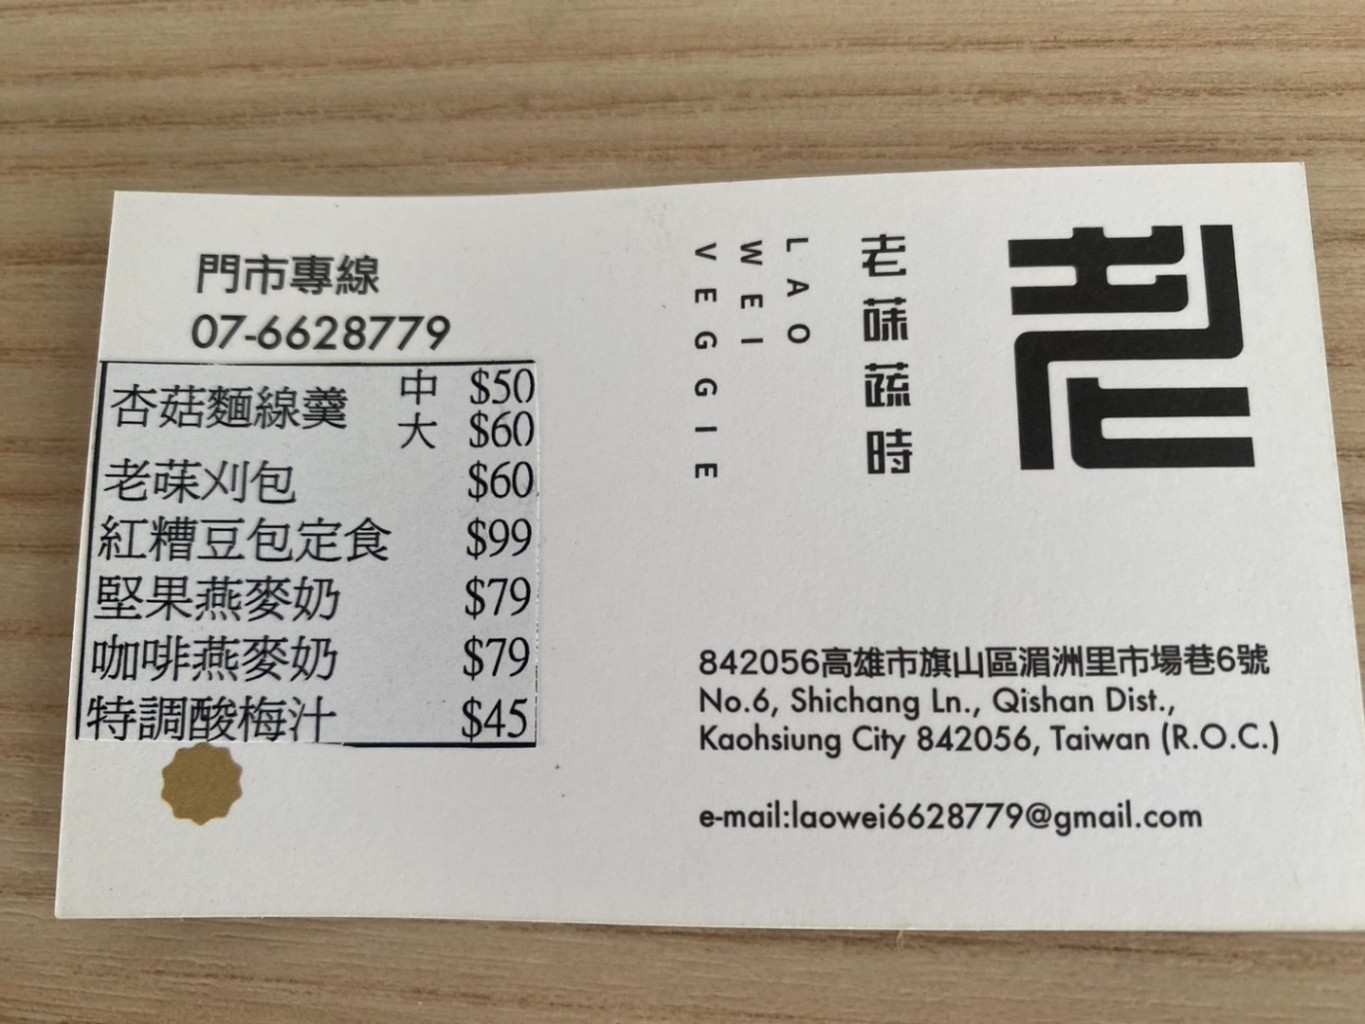 門市專線
07-6628779
杏菇麵線羹 中 $50
大 $60
老菋刈包 $60
紅糟豆包定食 $99
堅果燕麥奶 $79
咖啡燕麥奶 $79
特調酸梅汁 $45
老菋蔬時
LAO
WEI
VEGGIE
842056高雄市旗山區湄洲里市場巷6號
No.6, Shichang Ln., Qishan Dist.,
Kaohsiung City 842056, Taiwan (R.O.C.)
e-mail:laowei6628779@gmail.com